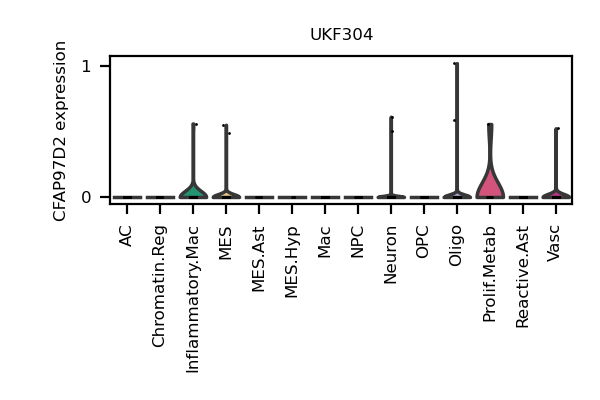 UKF304
CFAP97D2 expression
1
0
AC
Chromatin.Reg
Inflammatory.Mac
MES
MES.Ast
MES.Hyp
Mac
NPC
Neuron
OPC
Oligo
Prolif.Metab
Reactive.Ast
Vasc